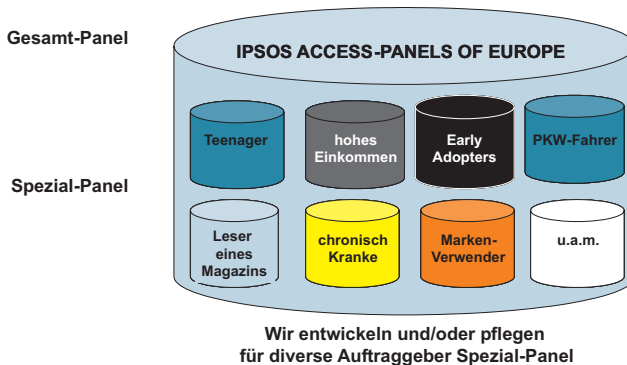 Gesamt-Panel
IPSOS ACCESS-PANELS OF EUROPE
Teenager
hohes
Einkommen
Early
Adopters
PKW-Fahrer
Spezial-Panel
Leser
eines
Magazins
chronisch
Kranke
Marken-
Verwender
u.a.m.
Wir entwickeln und/oder pflegen
für diverse Auftraggeber Spezial-Panel